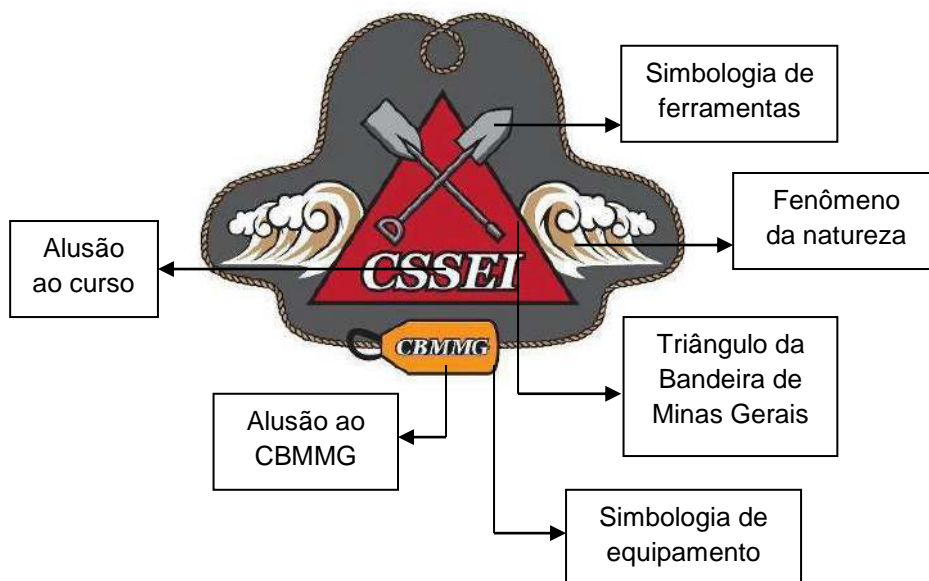 Simbologia de
ferramentas
Fenômeno
da natureza
Alusão
ao curso
CSSEI
CBMMG
Triângulo da
Bandeira de
Minas Gerais
Alusão ao
CBMMG
Simbologia de
equipamento